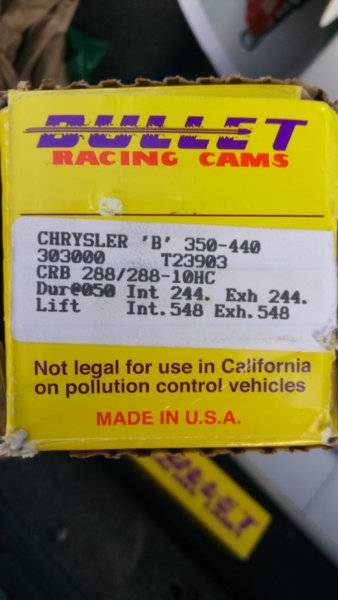 BULLET
RACING CAMS
CHRYSLER 'B' 350-440
303000 T23903
CRB 288/288-10HC
Dur@050 Int 244. Exh 244.
Lift Int.548 Exh.548
Not legal for use in California
on pollution control vehicles
MADE IN U.S.A.
BULLET